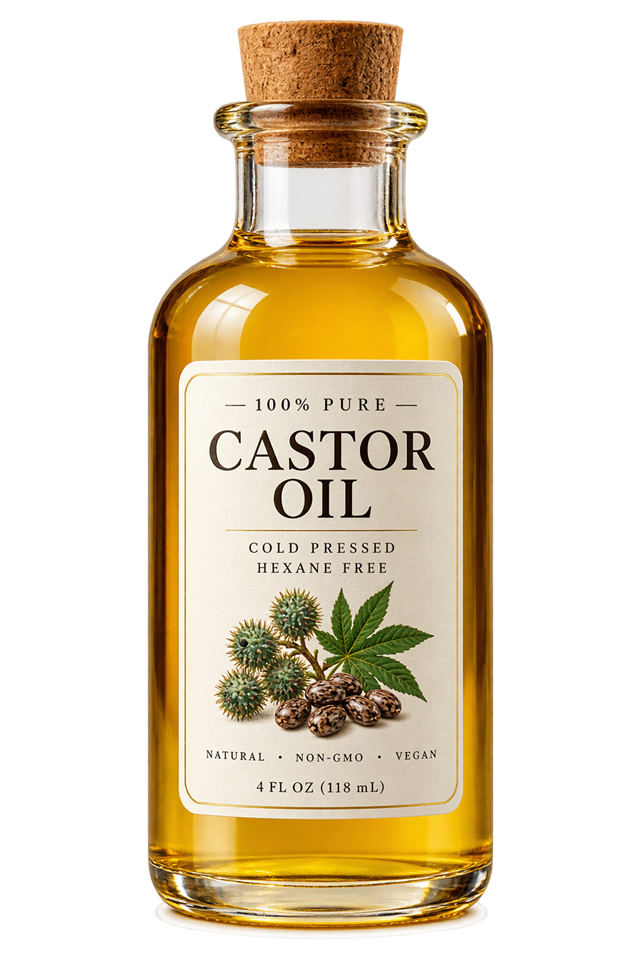 — 100% PURE —
CASTOR
OIL
COLD PRESSED
HEXANE FREE
NATURAL • NON-GMO • VEGAN
4 FL OZ (118 mL)